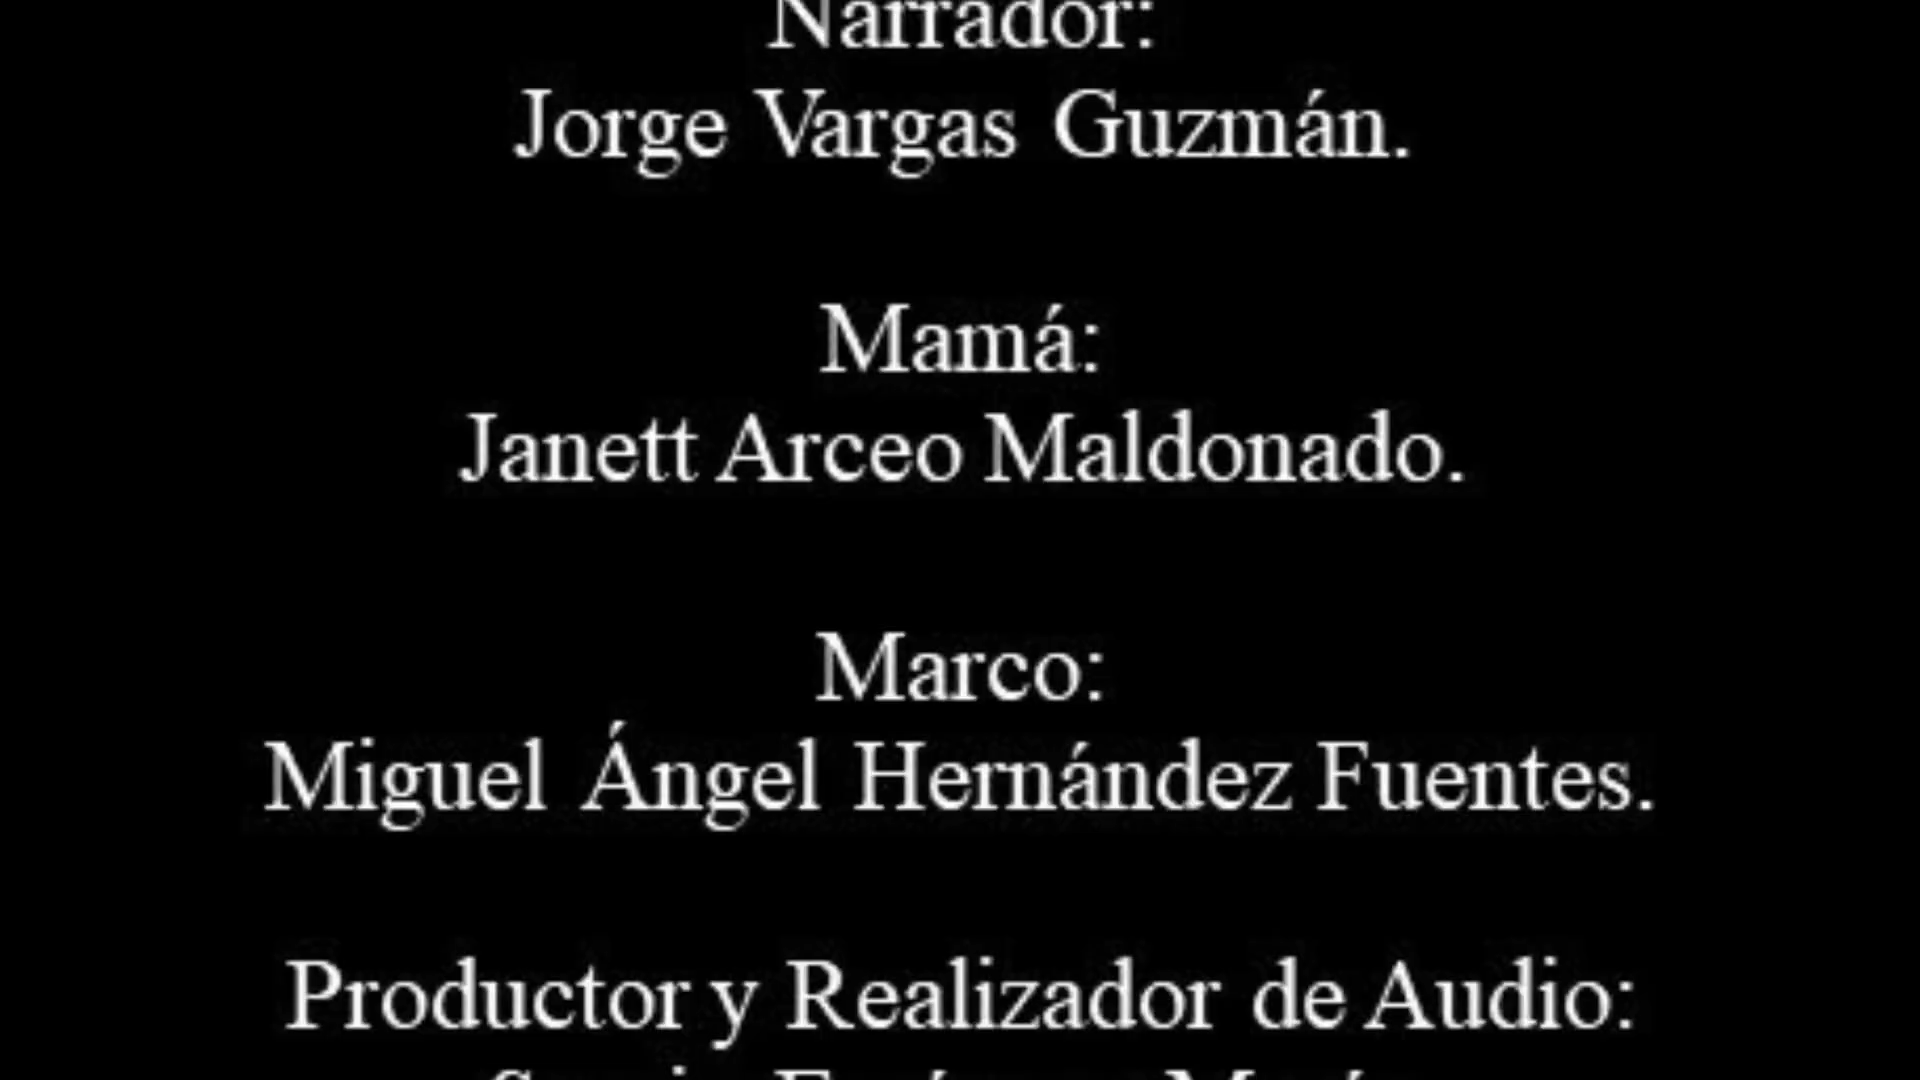 Narrador:
Jorge Vargas Guzmán.
Mamá:
Janett Arceo Maldonado.
Marco:
Miguel Ángel Hernández Fuentes.
Productor y Realizador de Audio: